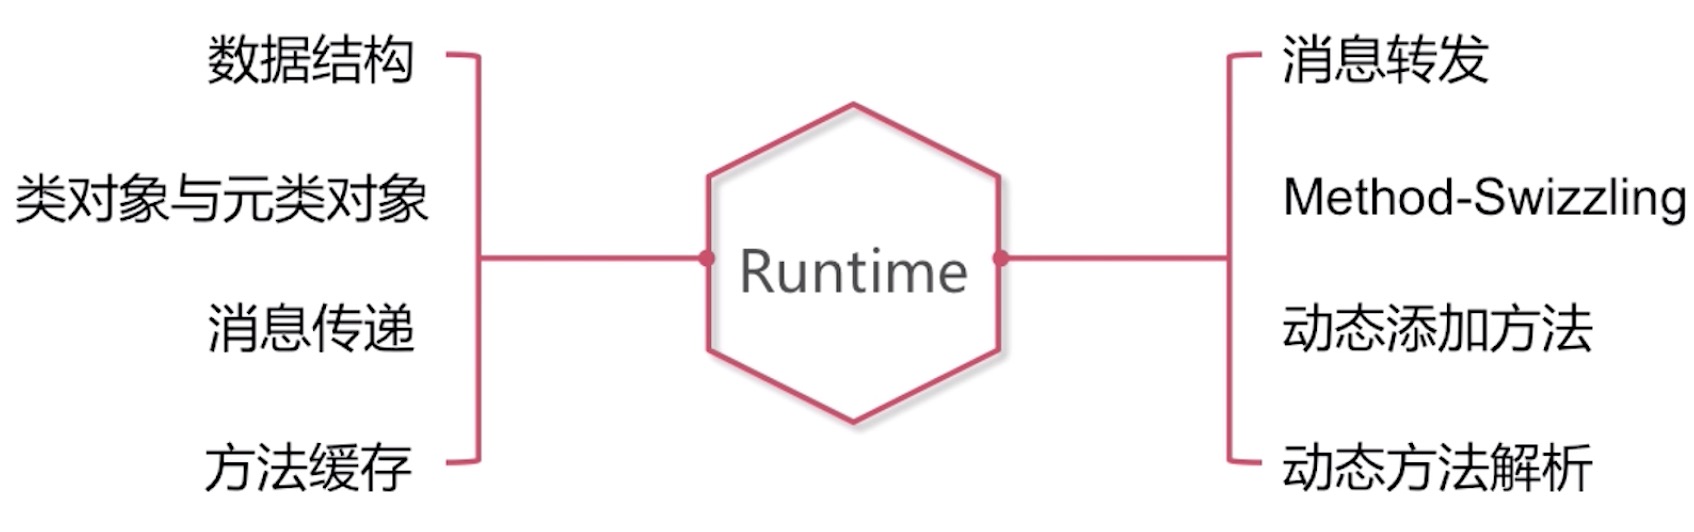 数据结构
类对象与元类对象
消息传递
方法缓存
Runtime
消息转发
Method-Swizzling
动态添加方法
动态方法解析